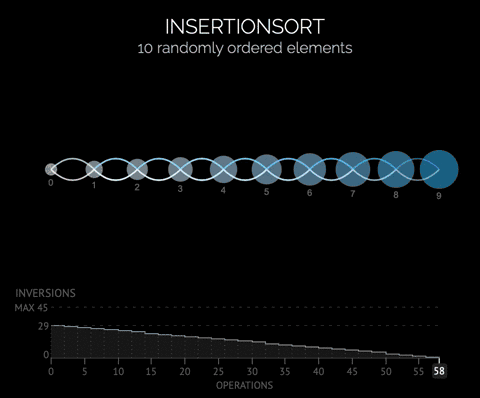 INSERTIONSORT
10 randomly ordered elements
0 1 2 3 4 5 6 7 8 9
INVERSIONS
MAX 45
29
0
0 5 10 15 20 25 30 35 40 45 50 55 58
OPERATIONS